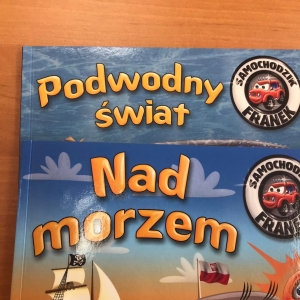 Podwodny
świat
SAMOCHODZIK
FRANEK
Nad
morzem
SAMOCHODZIK
FRANEK